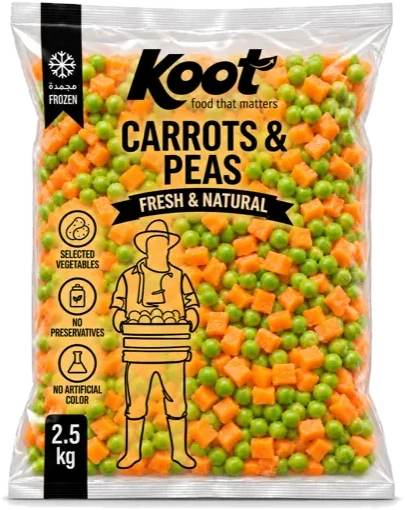 مجمدة
FROZEN
Koot
food that matters
CARROTS &
PEAS
FRESH & NATURAL
SELECTED
VEGETABLES
NO
PRESERVATIVES
NO ARTIFICIAL
COLOR
2.5
kg